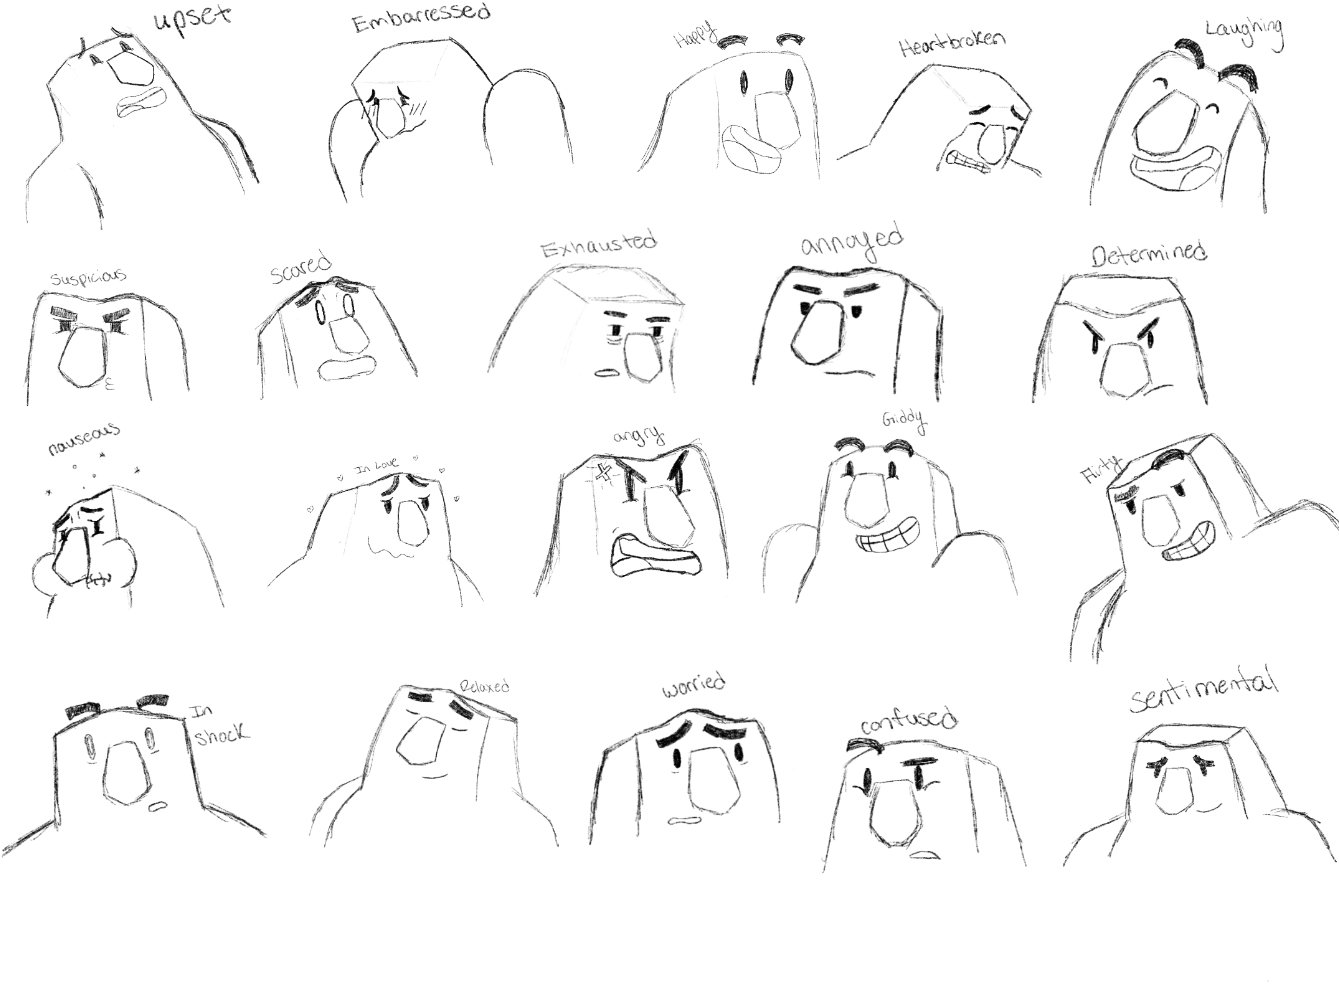 upset
Embarressed
Happy
Heartbroken
Laughing
Suspicious
scared
Exhausted
annoyed
Determined
nauseous
In Love
angry
Giddy
Flirty
In
shock
Relaxed
worried
confused
sentimental